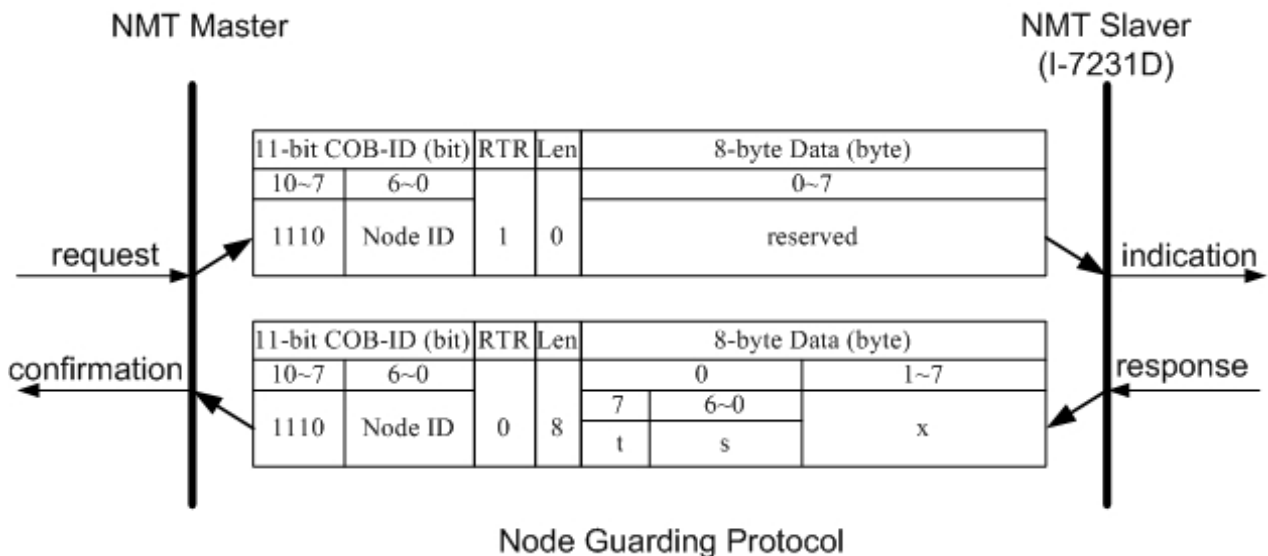 NMT Master
NMT Slaver
(I-7231D)
11-bit COB-ID (bit) RTR Len 8-byte Data (byte)
10~7 6~0 0~7
1110 Node ID 1 0 reserved
request
indication
11-bit COB-ID (bit) RTR Len 8-byte Data (byte)
confirmation
response
10~7 6~0 0 1~7
7 6~0
1110 Node ID 0 8 x
t s
Node Guarding Protocol